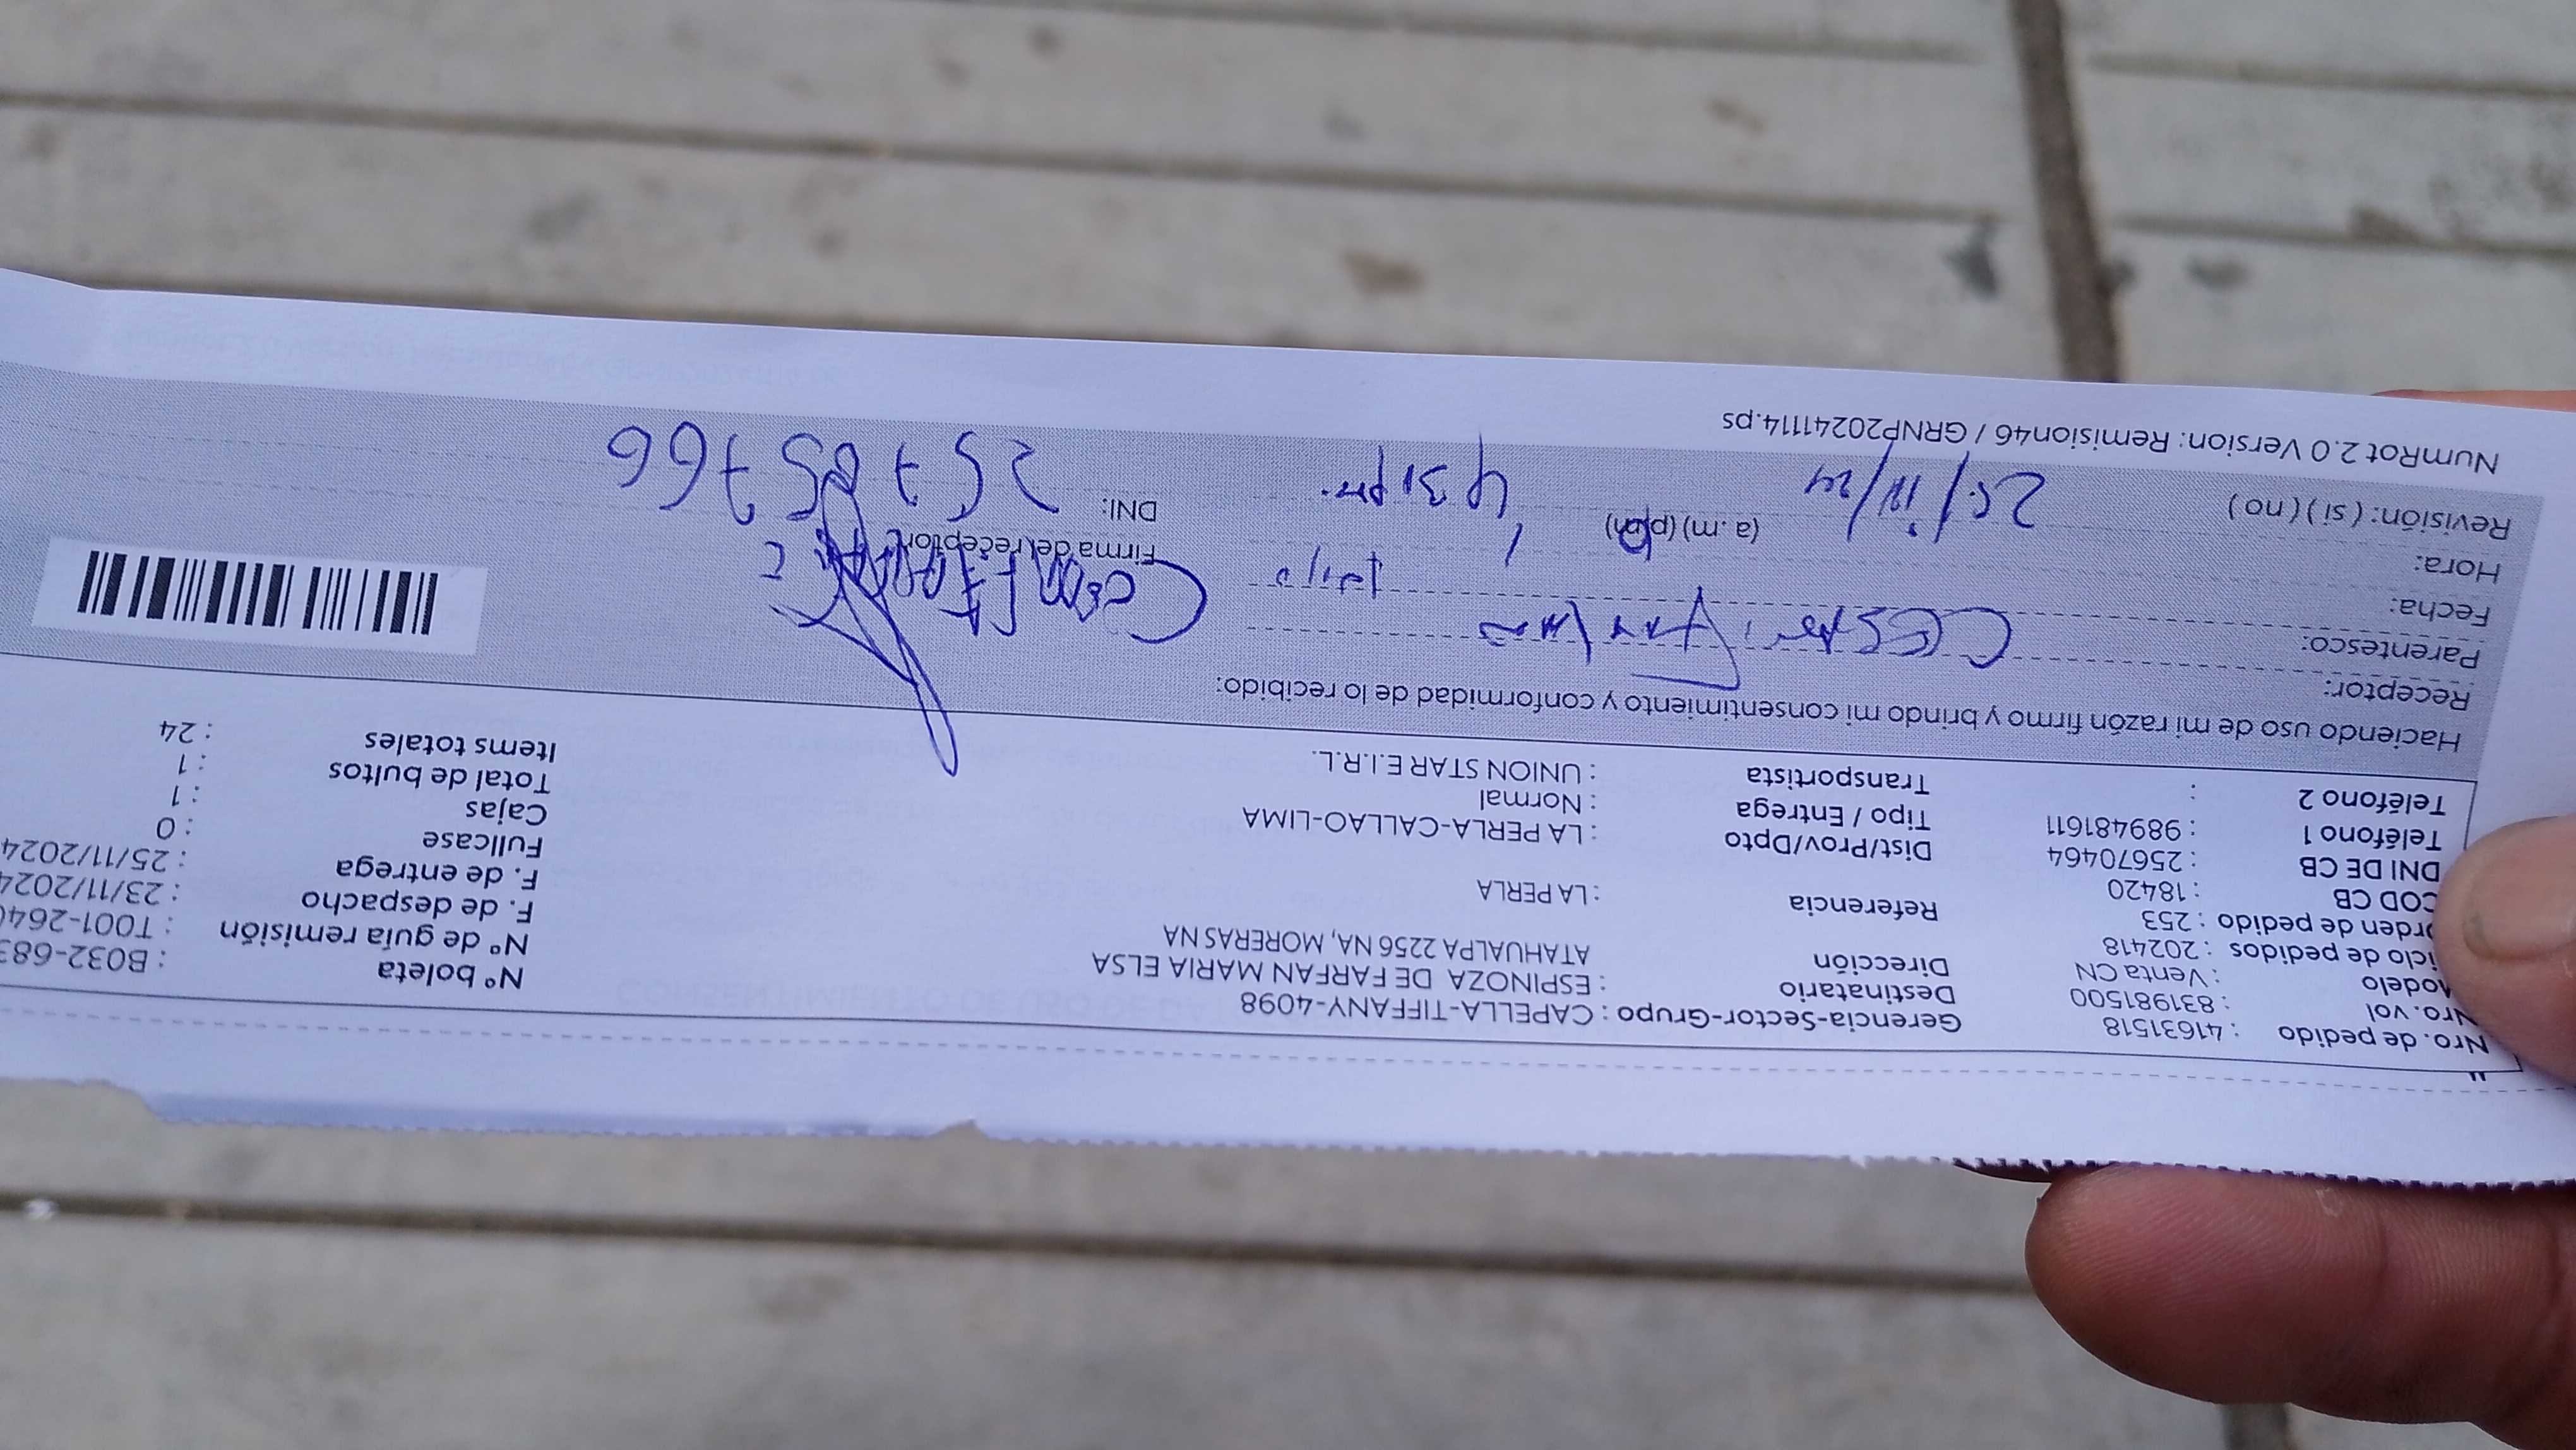 Nro. de pedido : 41631518
Nro. vol : 831981500
Modelo : Venta CN
iclo de pedidos : 202418
rden de pedido : 253
COD CB : 18420
DNI DE CB : 25670464
Teléfono 1 : 989481611
Teléfono 2 :
Gerencia-Sector-Grupo : CAPELLA-TIFFANY-4098
Destinatario : ESPINOZA DE FARFAN MARIA ELSA
Dirección ATAHUALPA 2256 NA, MORERAS NA
Referencia : LA PERLA
Dist/Prov/Dpto : LA PERLA-CALLAO-LIMA
Tipo / Entrega : Normal
Transportista : UNION STAR E.I.R.L.
Nº boleta : B032-683
Nº de guía remisión : T001-264
F. de despacho : 23/11/2024
F. de entrega : 25/11/2024
Fullcase : 0
Cajas : 1
Total de bultos : 1
Items totales : 24
Haciendo uso de mi razón firmo y brindo mi consentimiento y conformidad de lo recibido:
Receptor:
Parentesco:
Fecha:
Hora: (a.m) (p.m)
Revisión: ( si ) ( no )
4 31 pm.
Firma del receptor
DNI: 25785766
NumRot 2.0 Version: Remision46 / GRNP20241114.ps